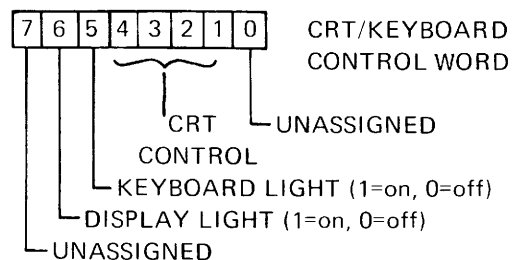 7 6 5 4 3 2 1 0 CRT/KEYBOARD
CONTROL WORD
CRT
CONTROL
UNASSIGNED
KEYBOARD LIGHT (1=on, 0=off)
DISPLAY LIGHT (1=on, 0=off)
UNASSIGNED